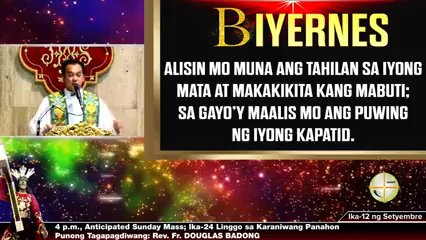 BIYERNES
ALISIN MO MUNA ANG TAHILAN SA IYONG
MATA AT MAKAKIKITA KANG MABUTI;
SA GAYO'Y MAALIS MO ANG PUWING
NG IYONG KAPATID.
Ika-12 ng Setyembre
4 p.m., Anticipated Sunday Mass; Ika-24 Linggo sa Karaniwang Panahon
Punong Tagapagdiwang: Rev. Fr. DOUGLAS BADONG